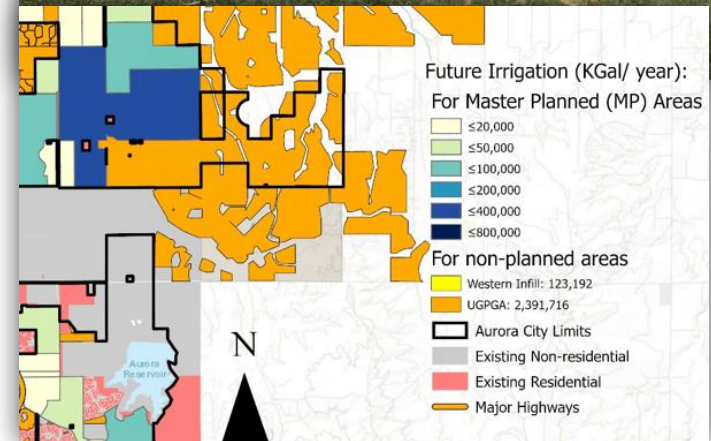 Future Irrigation (KGal/ year):
For Master Planned (MP) Areas
≤20,000
≤50,000
≤100,000
≤200,000
≤400,000
≤800,000
For non-planned areas
Western Infill: 123,192
UGPGA: 2,391,716
Aurora City Limits
Existing Non-residential
Existing Residential
Major Highways
N
Aurora
Reservoir